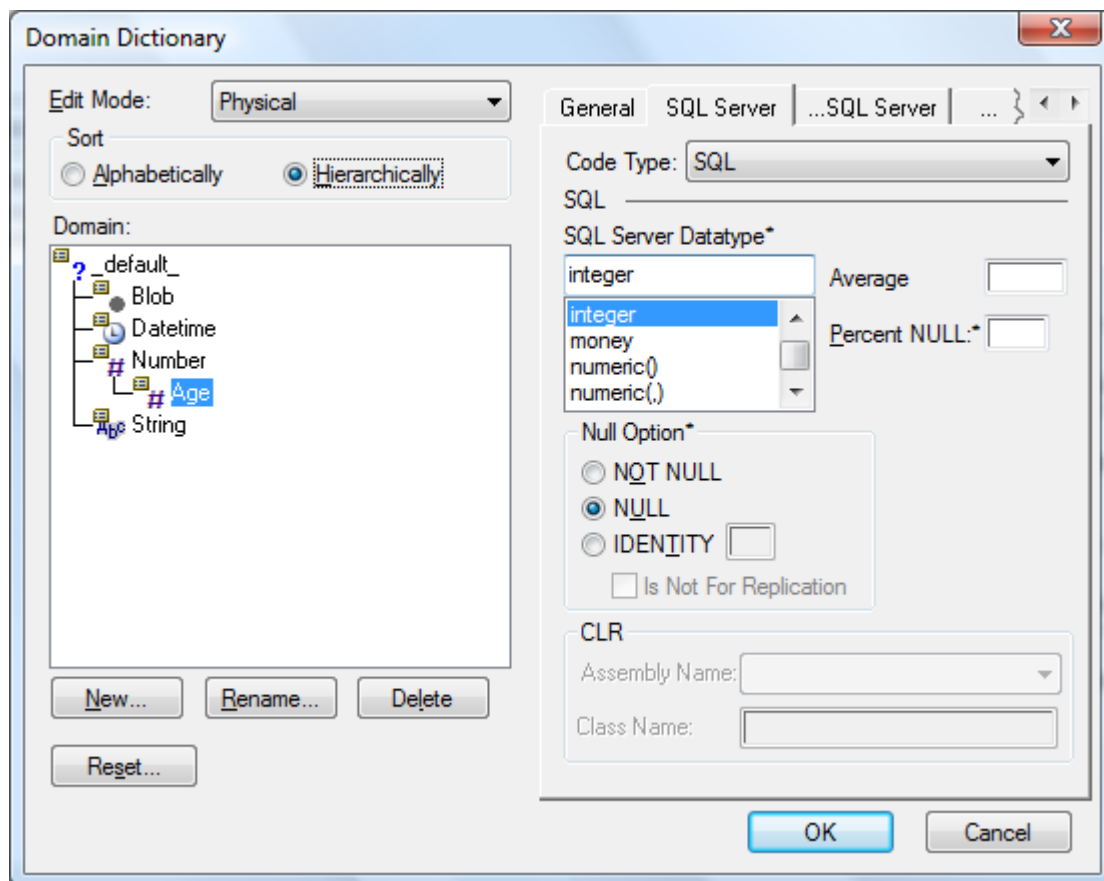 Domain Dictionary
Edit Mode: Physical
Sort
Alphabetically Hierarchically
Domain:
_default_
Blob
Datetime
Number
Age
String
New... Rename... Delete
Reset...
General SQL Server ...SQL Server ...
Code Type: SQL
SQL
SQL Server Datatype*
integer
Average
integer
money
numeric()
numeric(,)
Percent NULL:*
Null Option*
NOT NULL
NULL
IDENTITY
Is Not For Replication
CLR
Assembly Name:
Class Name:
OK Cancel